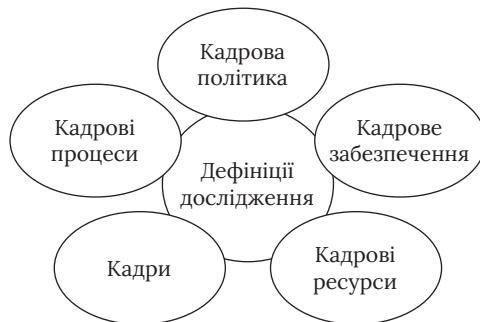 Кадрова
політика
Кадрові
процеси
Кадрове
забезпечення
Дефініції
дослідження
Кадри
Кадрові
ресурси